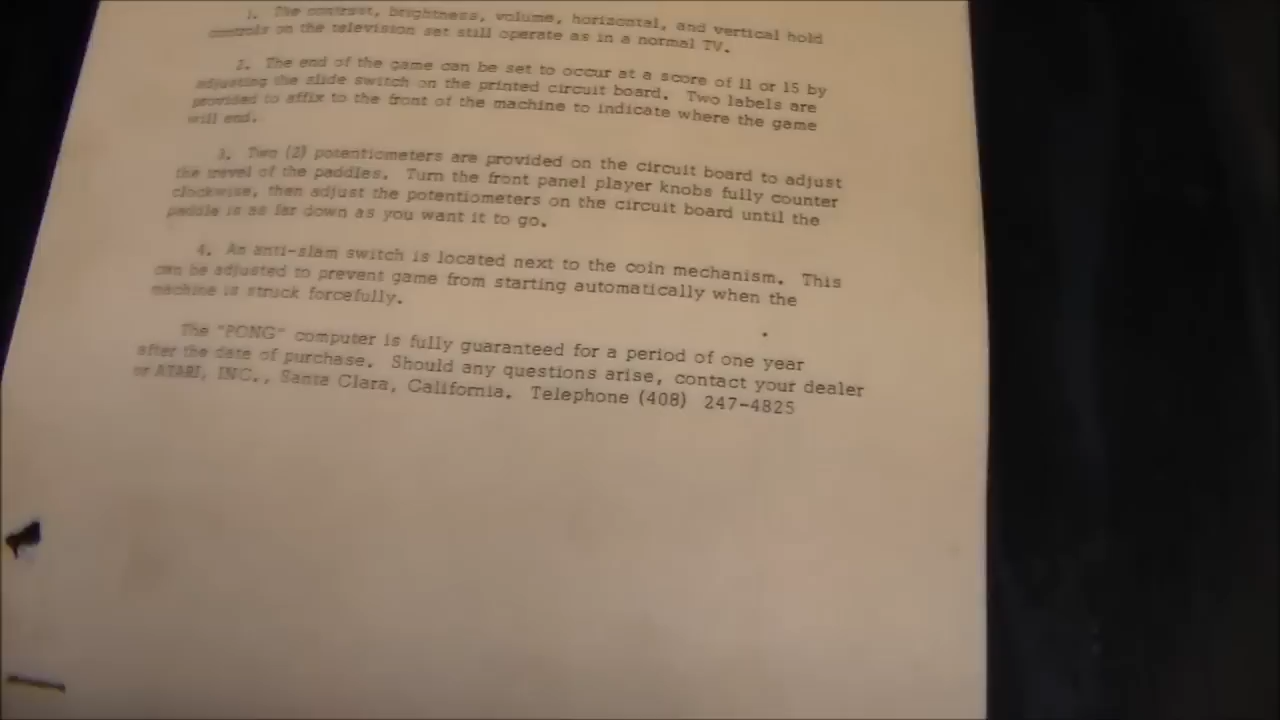 1. The contrast, brightness, volume, horizontal, and vertical hold
controls on the television set still operate as in a normal TV.
2. The end of the game can be set to occur at a score of 11 or 15 by
adjusting the slide switch on the printed circuit board. Two labels are
provided to affix to the front of the machine to indicate where the game
will end.
3. Two (2) potentiometers are provided on the circuit board to adjust
the travel of the paddles. Turn the front panel player knobs fully counter
clockwise, then adjust the potentiometers on the circuit board until the
paddle is as far down as you want it to go.
4. An anti-slam switch is located next to the coin mechanism. This
can be adjusted to prevent game from starting automatically when the
machine is struck forcefully.
The "PONG" computer is fully guaranteed for a period of one year
after the date of purchase. Should any questions arise, contact your dealer
or ATARI, INC., Santa Clara, California. Telephone (408) 247-4825